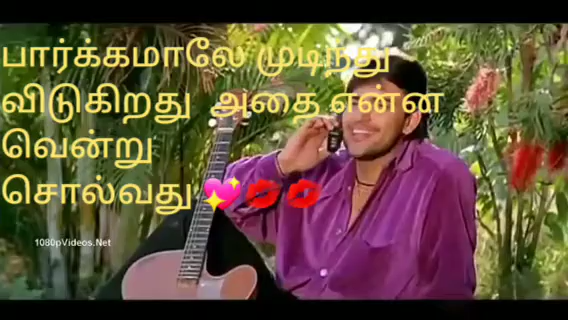 பார்க்கமாலே முடிந்து
விடுகிறது அதை என்ன
வென்று
சொல்வது 💖💋💋
1080pVideos.Net